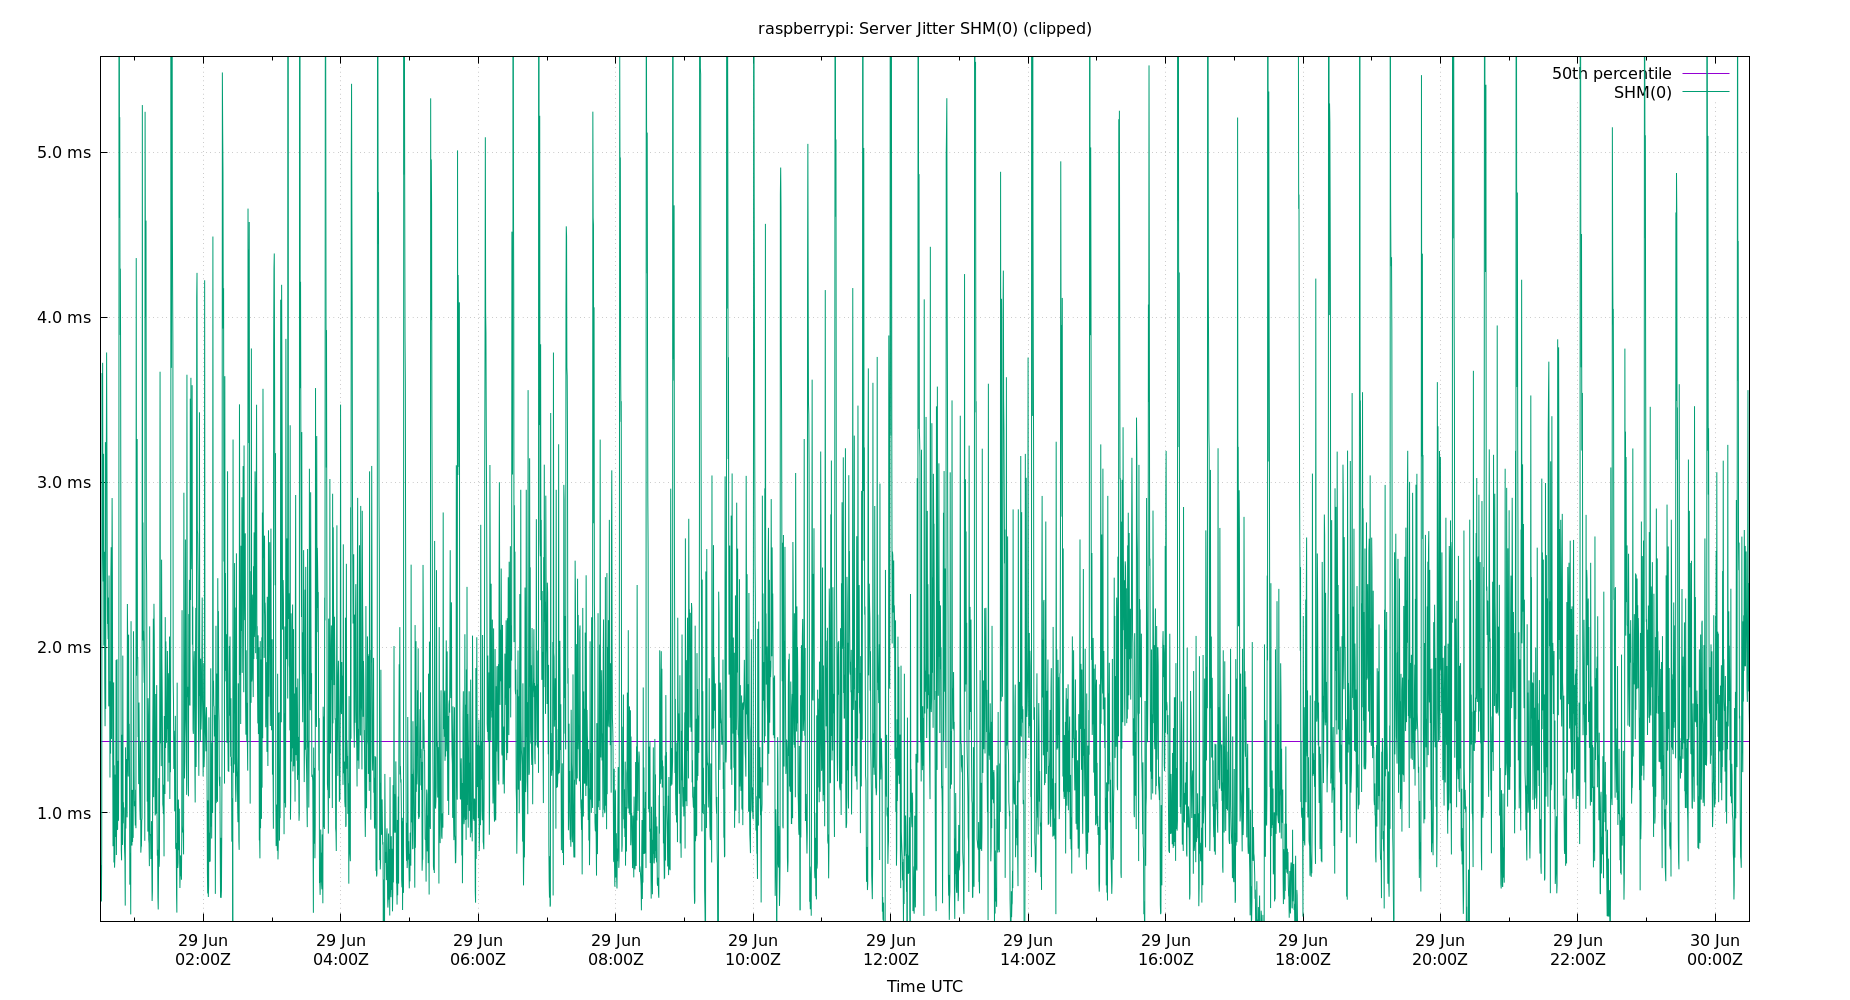 raspberrypi: Server Jitter SHM(0) (clipped)
50th percentile
SHM(0)
5.0 ms
4.0 ms
3.0 ms
2.0 ms
1.0 ms
29 Jun 29 Jun 29 Jun 29 Jun 29 Jun 29 Jun 29 Jun 29 Jun 29 Jun 29 Jun 29 Jun 30 Jun
02:00Z 04:00Z 06:00Z 08:00Z 10:00Z 12:00Z 14:00Z 16:00Z 18:00Z 20:00Z 22:00Z 00:00Z
Time UTC